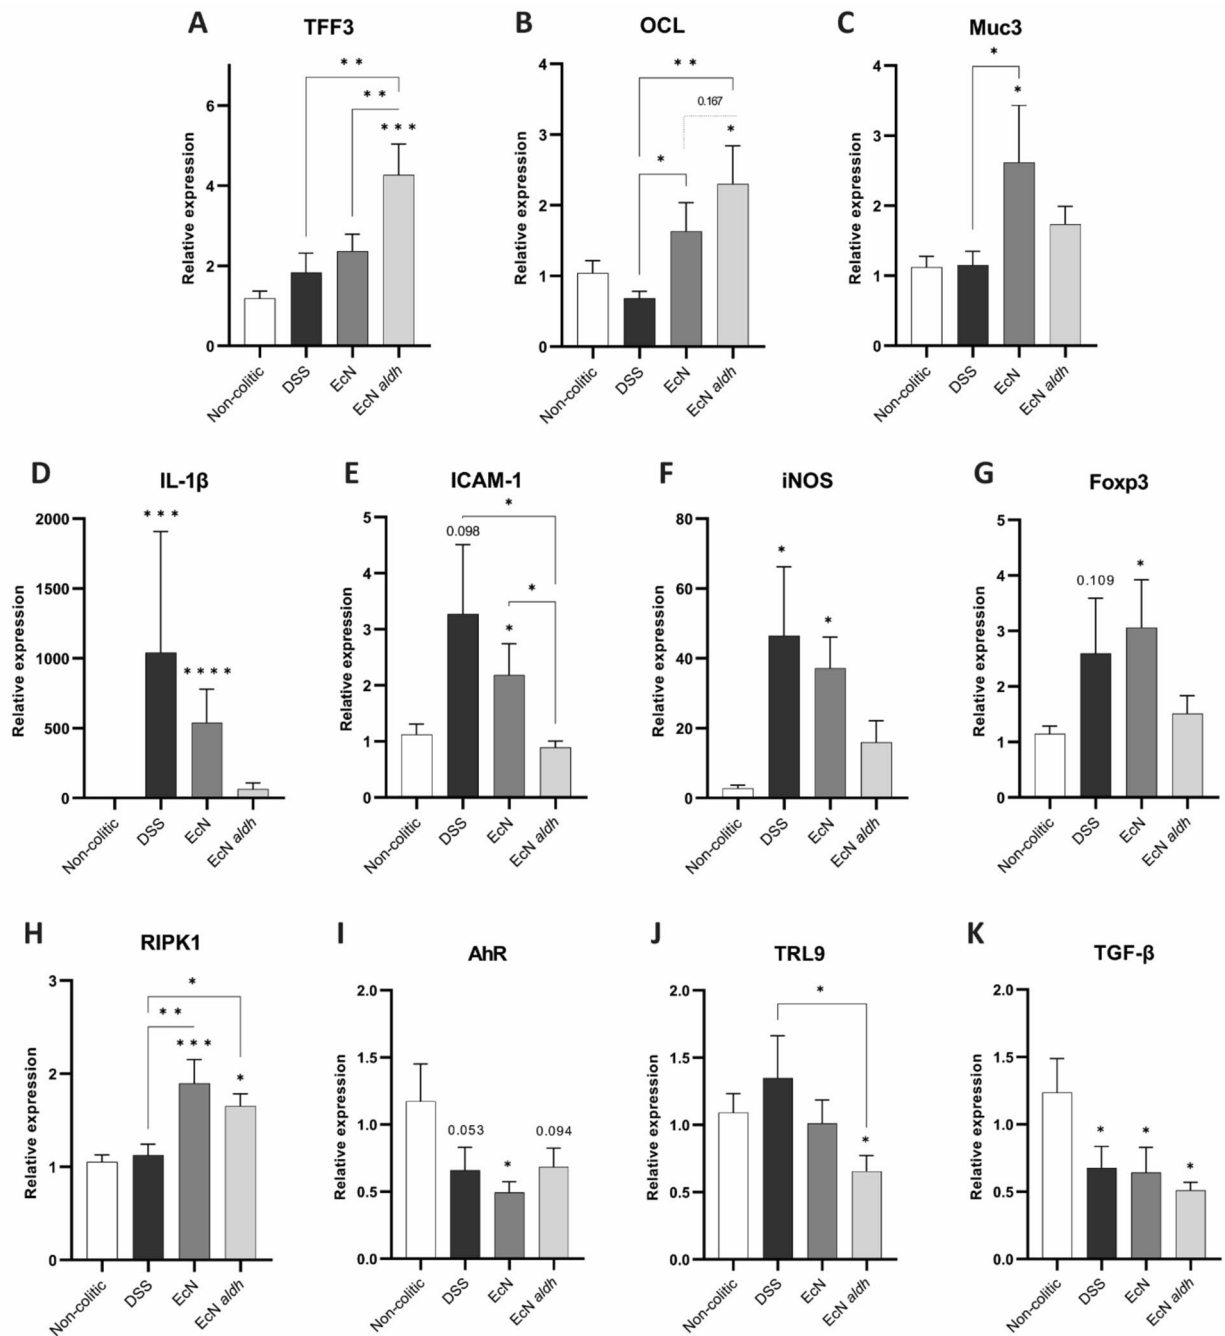 A TFF3
Relative expression
6
4
2
0
* *
* *
* * *
Non-colitic DSS EcN EcN aldh
B OCL
Relative expression
4
3
2
1
0
* *
0.167
*
*
Non-colitic DSS EcN EcN aldh
C Muc3
Relative expression
4
3
2
1
0
*
*
Non-colitic DSS EcN EcN aldh
D IL-1β
Relative expression
2000
1500
1000
500
0
* * *
* * * *
Non-colitic DSS EcN EcN aldh
E ICAM-1
Relative expression
5
4
3
2
1
0
*
0.098
*
*
Non-colitic DSS EcN EcN aldh
F iNOS
Relative expression
80
60
40
20
0
*
*
Non-colitic DSS EcN EcN aldh
G Foxp3
Relative expression
5
4
3
2
1
0
0.109
*
Non-colitic DSS EcN EcN aldh
H RIPK1
Relative expression
3
2
1
0
*
* *
* * *
*
Non-colitic DSS EcN EcN aldh
I AhR
Relative expression
2.0
1.5
1.0
0.5
0.0
0.053
*
0.094
Non-colitic DSS EcN EcN aldh
J TRL9
Relative expression
2.0
1.5
1.0
0.5
0.0
*
*
Non-colitic DSS EcN EcN aldh
K TGF-β
Relative expression
2.0
1.5
1.0
0.5
0.0
*
*
*
Non-colitic DSS EcN EcN aldh